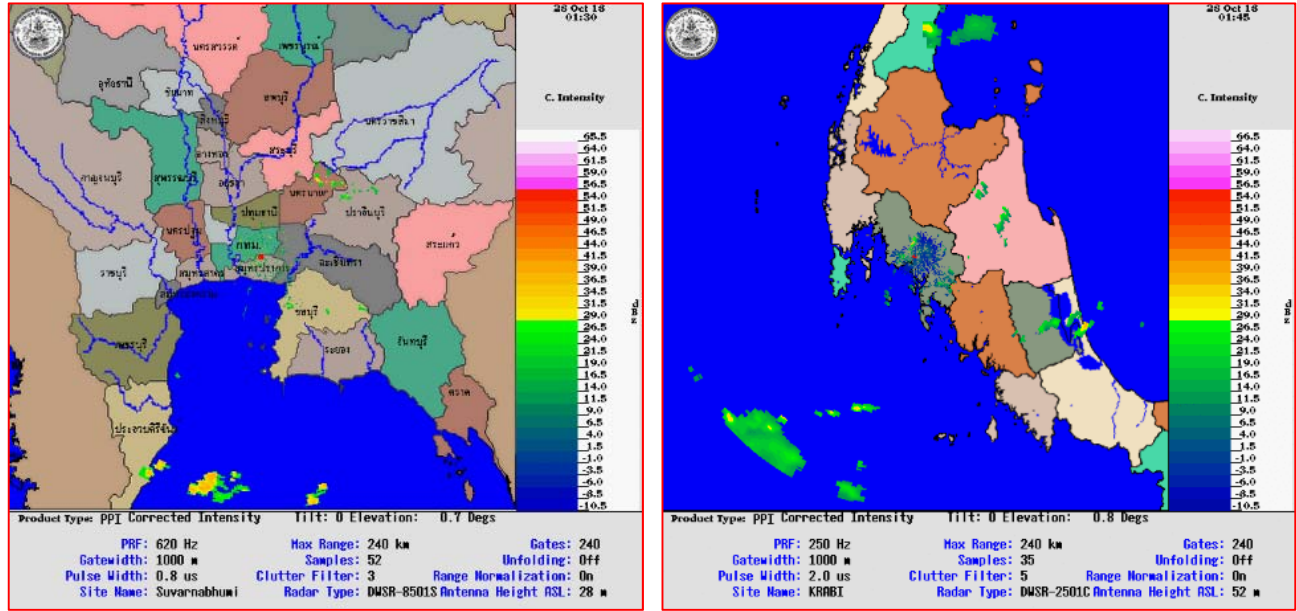 28 Oct 18
01:30
C. Intensity
65.5
64.0
61.5
59.0
56.5
54.0
51.5
49.0
46.5
44.0
41.5
39.0
36.5
34.5
31.5
29.0
26.5
24.0
21.5
19.0
16.5
14.0
11.5
9.0
6.5
4.0
1.5
-1.0
-3.5
-6.0
-8.5
-10.5
นครสวรรค์
เพชรบูรณ์
อุทัยธานี
ชัยนาท
ลพบุรี
สิงห์บุรี
นครราชสีมา
อ่างทอง
สระบุรี
กาญจนบุรี
สุพรรณบุรี
อยุธยา
นครนายก
ปราจีนบุรี
ปทุมธานี
นครปฐม
กทม.
สระแก้ว
ราชบุรี
สมุทรสาคร
สมุทรปราการ
ฉะเชิงเทรา
ชลบุรี
เพชรบุรี
ระยอง
จันทบุรี
ตราด
ประจวบคีรีขันธ์
Product Type: PPI Corrected Intensity Tilt: 0 Elevation: 0.7 Degs
PRF: 620 Hz Max Range: 240 km Gates: 240
Gatewidth: 1000 m Samples: 52 Unfolding: Off
Pulse Width: 0.8 us Clutter Filter: 3 Range Normalization: On
Site Name: Suvarnabhumi Radar Type: DWSR-8501S Antenna Height ASL: 28 m
28 Oct 18
01:45
C. Intensity
66.5
64.0
61.5
59.0
56.5
54.0
51.5
49.0
46.5
44.0
41.5
39.0
36.5
34.0
31.5
29.0
26.5
24.0
21.5
19.0
16.5
14.0
11.5
9.0
6.5
4.0
1.5
-1.0
-3.5
-6.0
-8.5
-10.5
Product Type: PPI Corrected Intensity Tilt: 0 Elevation: 0.8 Degs
PRF: 250 Hz Max Range: 240 km Gates: 240
Gatewidth: 1000 m Samples: 35 Unfolding: Off
Pulse Width: 2.0 us Clutter Filter: 5 Range Normalization: On
Site Name: KRABI Radar Type: DWSR-2501C Antenna Height ASL: 52 m